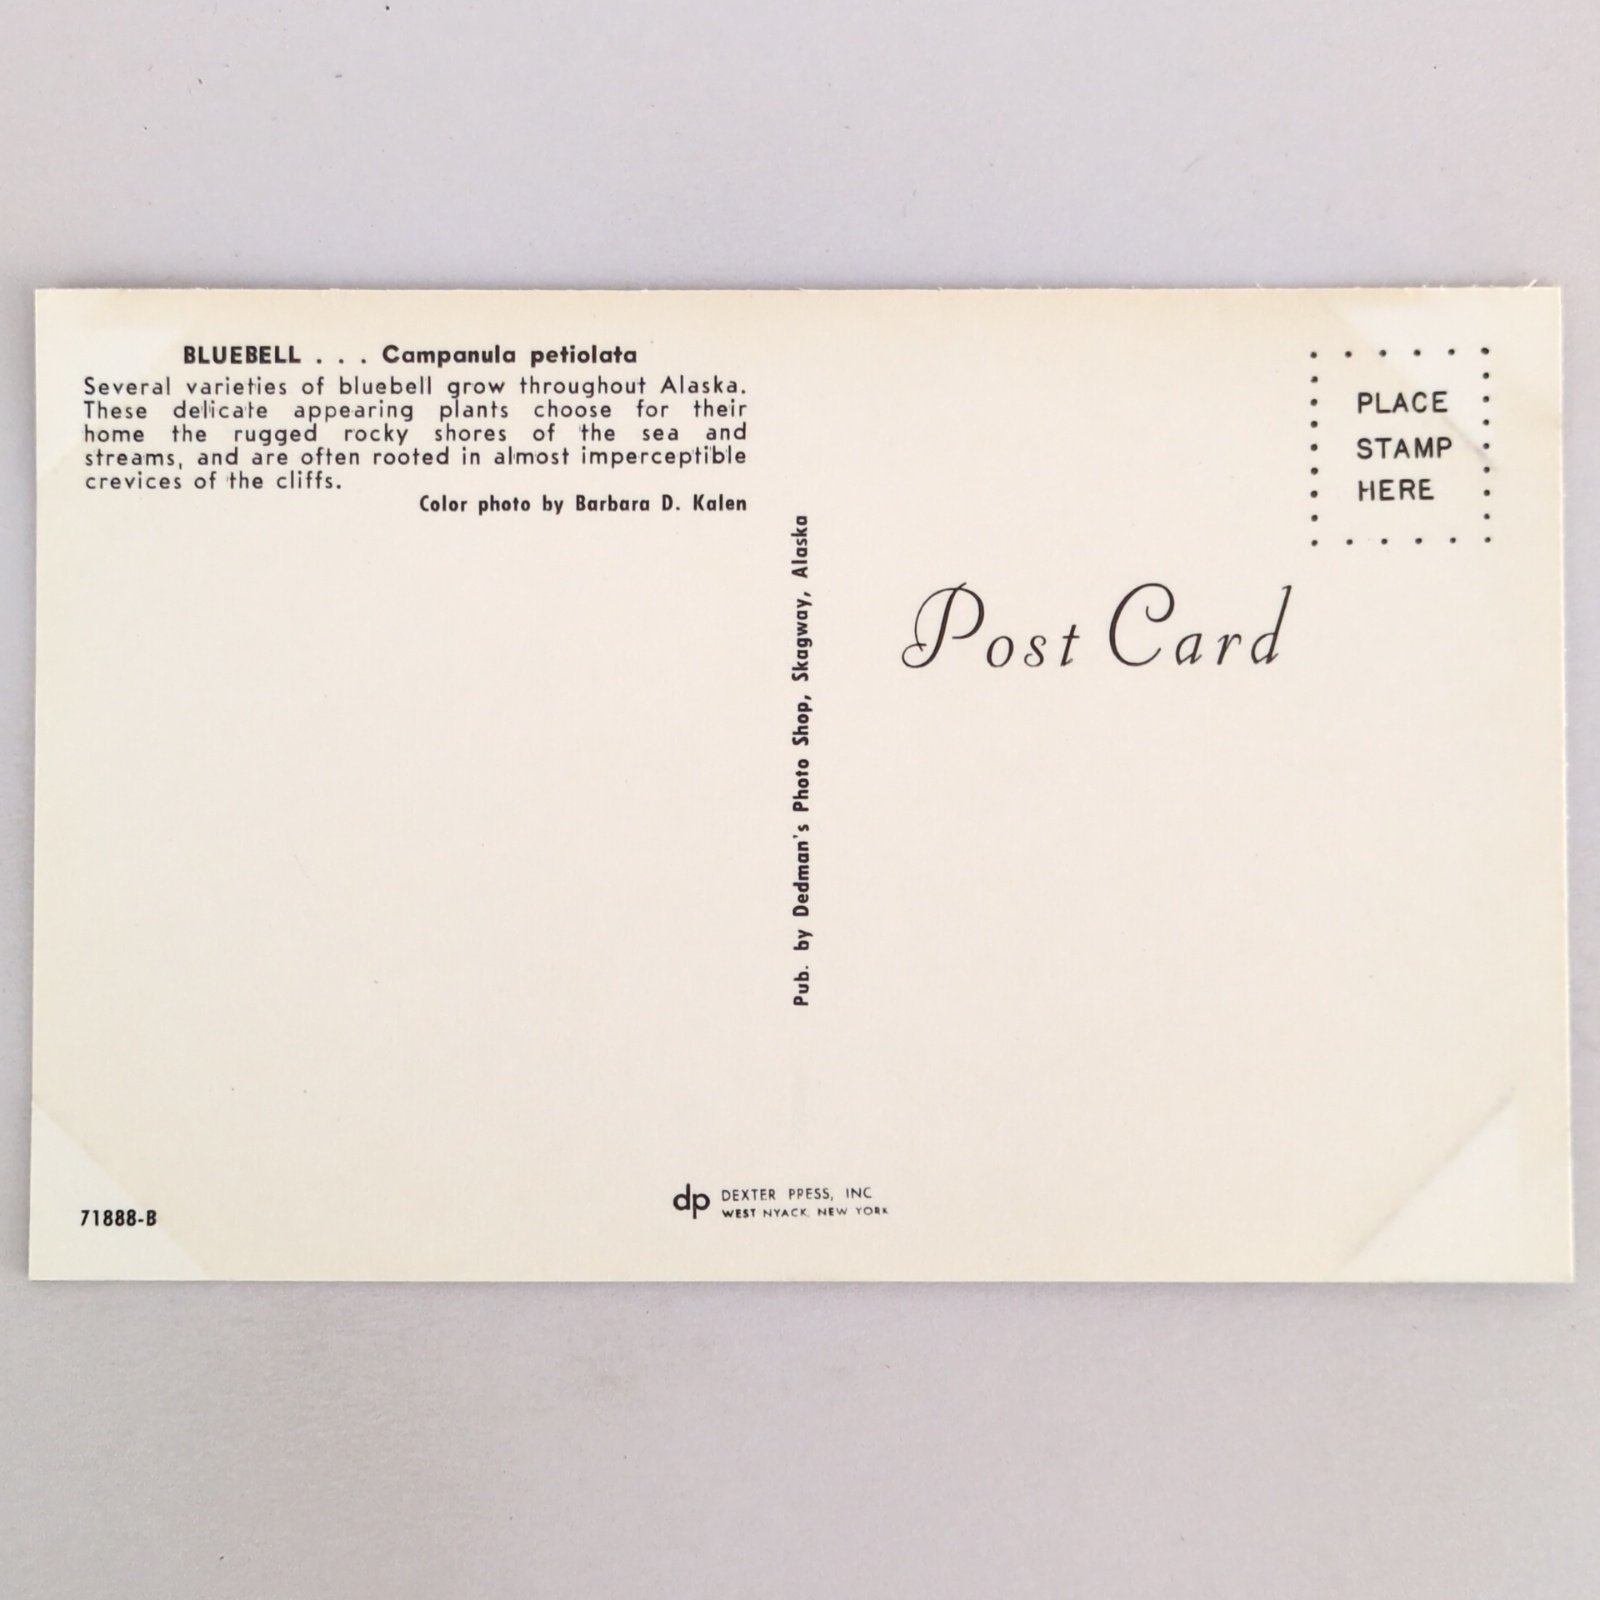 BLUEBELL . . . Campanula petiolata
Several varieties of bluebell grow throughout Alaska.
These delicate appearing plants choose for their
home the rugged rocky shores of the sea and
streams, and are often rooted in almost imperceptible
crevices of the cliffs.
Color photo by Barbara D. Kalen
Pub. by Dedman's Photo Shop, Skagway, Alaska
PLACE
STAMP
HERE
Post Card
71888-B
dp
DEXTER PPESS, INC
WEST NYACK, NEW YORK